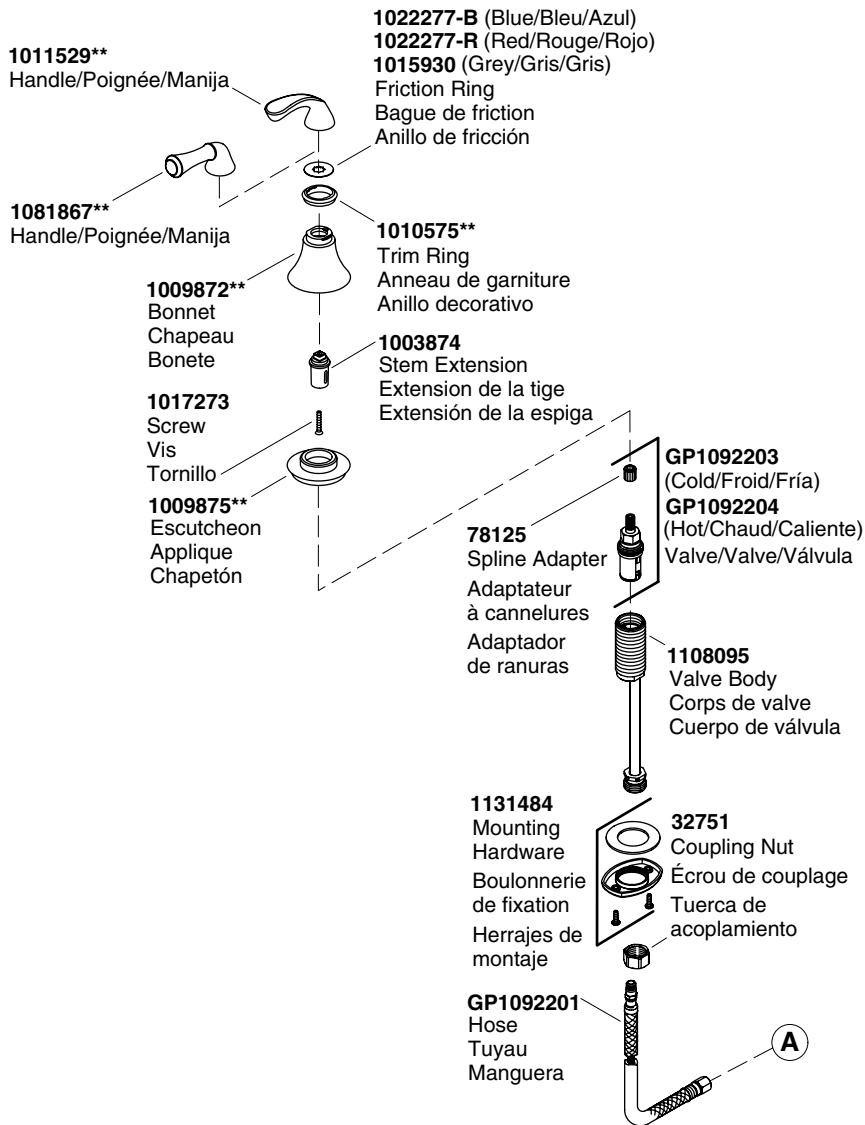 1022277-B (Blue/Bleu/Azul)
1022277-R (Red/Rouge/Rojo)
1015930 (Grey/Gris/Gris)
Friction Ring
Bague de friction
Anillo de fricción
1011529**
Handle/Poignée/Manija
1081867**
Handle/Poignée/Manija
1010575**
Trim Ring
Anneau de garniture
Anillo decorativo
1009872**
Bonnet
Chapeau
Bonete
1003874
Stem Extension
Extension de la tige
Extensión de la espiga
1017273
Screw
Vis
Tornillo
1009875**
Escutcheon
Applique
Chapetón
GP1092203
(Cold/Froid/Fría)
GP1092204
(Hot/Chaud/Caliente)
Valve/Valve/Válvula
78125
Spline Adapter
Adaptateur
à cannelures
Adaptador
de ranuras
1108095
Valve Body
Corps de valve
Cuerpo de válvula
1131484
Mounting
Hardware
Boulonnerie
de fixation
Herrajes de
montaje
32751
Coupling Nut
Écrou de couplage
Tuerca de
acoplamiento
GP1092201
Hose
Tuyau
Manguera
A